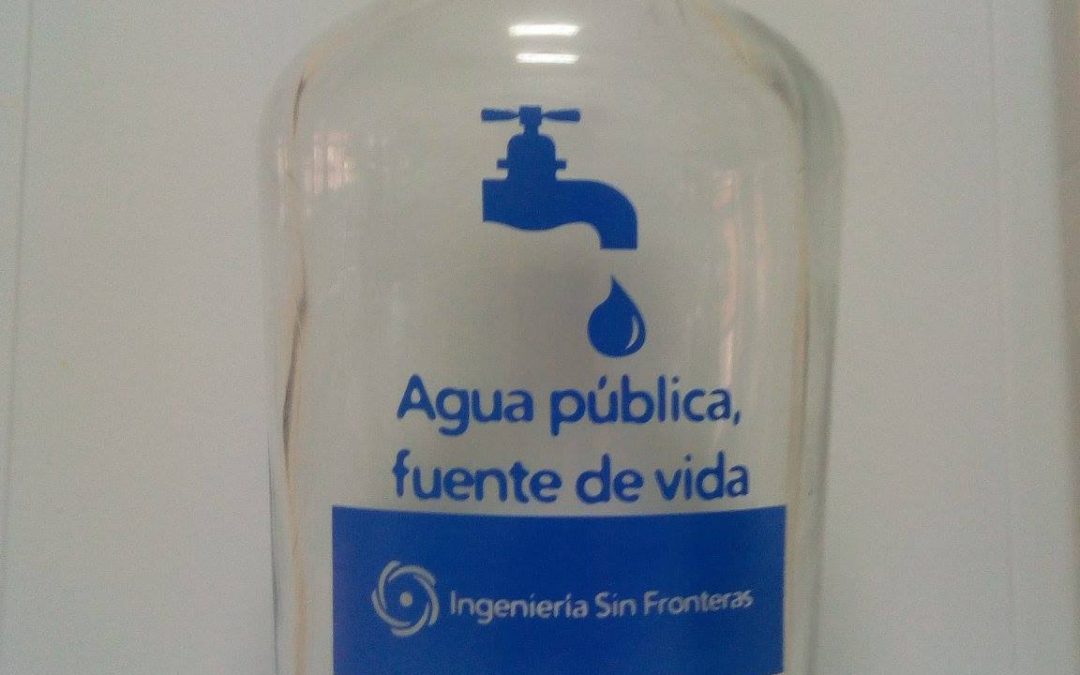 Agua pública,
fuente de vida
Ingeniería Sin Fronteras